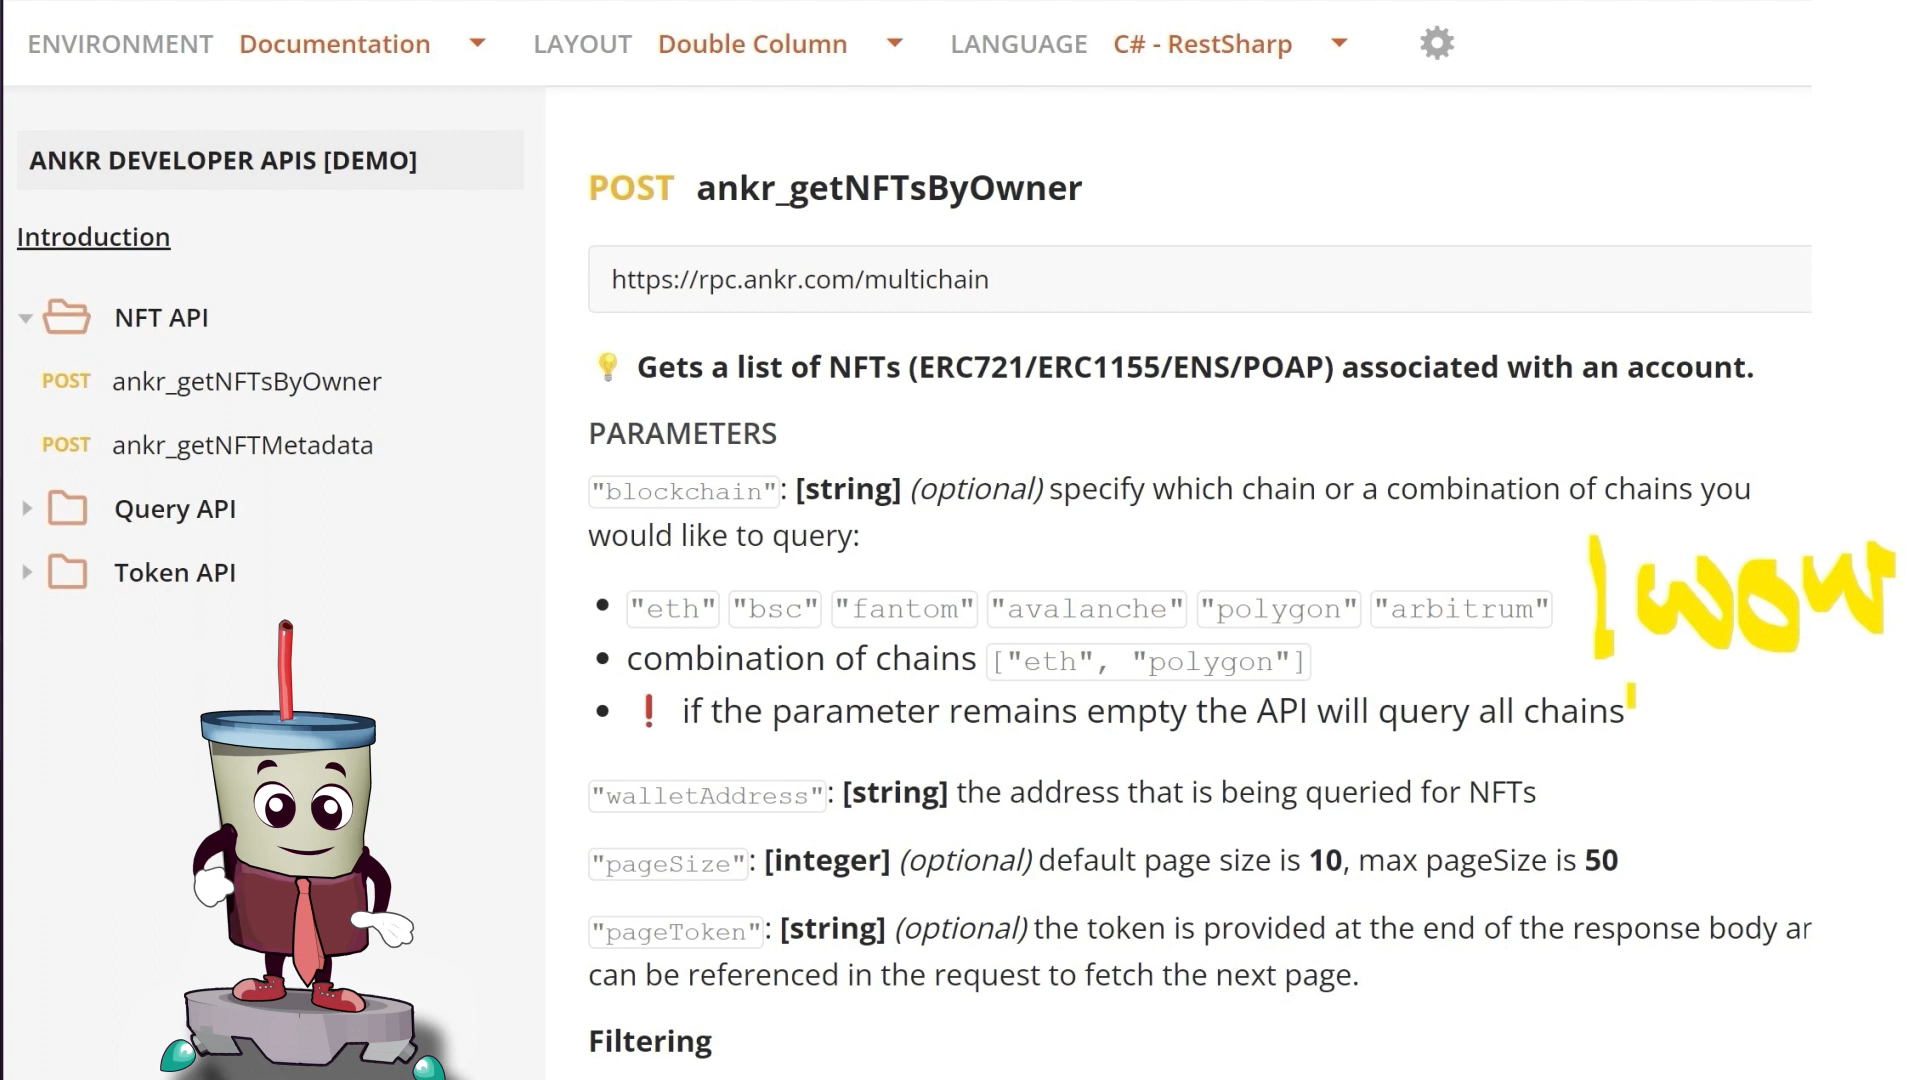 ENVIRONMENT Documentation LAYOUT Double Column LANGUAGE C# - RestSharp
ANKR DEVELOPER APIS [DEMO]
Introduction
NFT API
POST ankr_getNFTsByOwner
POST ankr_getNFTMetadata
Query API
Token API
POST ankr_getNFTsByOwner
https://rpc.ankr.com/multichain
💡 Gets a list of NFTs (ERC721/ERC1155/ENS/POAP) associated with an account.
PARAMETERS
"blockchain": [string] (optional) specify which chain or a combination of chains you
would like to query:
• "eth" "bsc" "fantom" "avalanche" "polygon" "arbitrum"
• combination of chains ["eth", "polygon"]
• ❗ if the parameter remains empty the API will query all chains
wow
"walletAddress": [string] the address that is being queried for NFTs
"pageSize": [integer] (optional) default page size is 10, max pageSize is 50
"pageToken": [string] (optional) the token is provided at the end of the response body
can be referenced in the request to fetch the next page.
Filtering